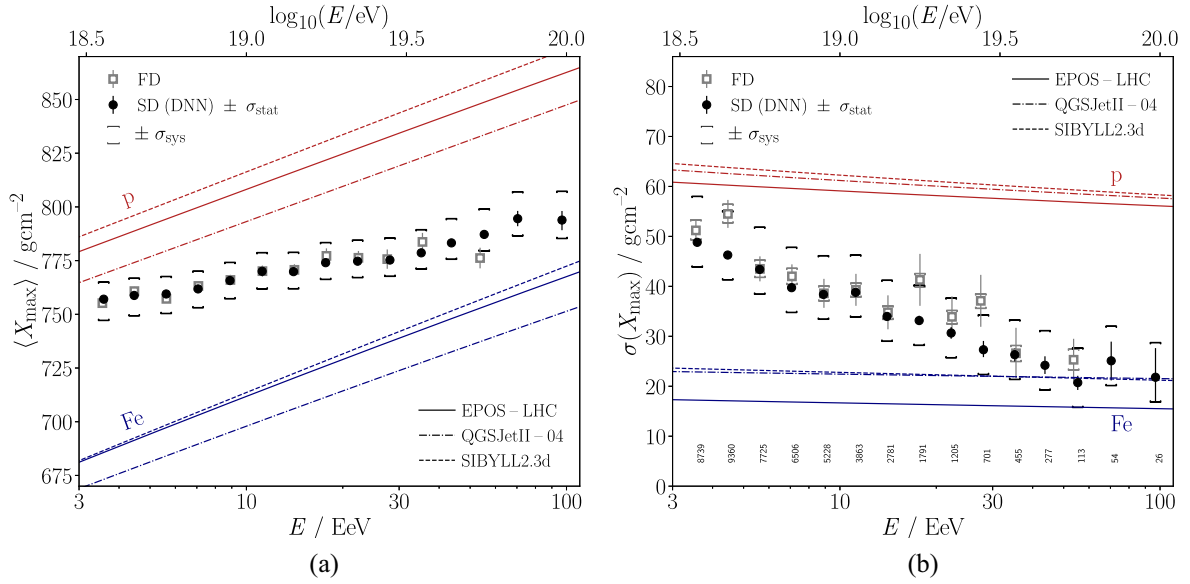 log₁₀(E/eV)
18.5 19.0 19.5 20.0
FD
SD (DNN) ± σstat
± σsys
p
Fe
EPOS – LHC
QGSJetII – 04
SIBYLL2.3d
850
825
800
775
750
725
700
675
⟨Xmax⟩ / gcm⁻²
3 10 30 100
E / EeV
(a)
log₁₀(E/eV)
18.5 19.0 19.5 20.0
FD
SD (DNN) ± σstat
± σsys
EPOS – LHC
QGSJetII – 04
SIBYLL2.3d
p
Fe
80
70
60
50
40
30
20
10
0
σ(Xmax) / gcm⁻²
8739 9360 7725 6506 5228 3863 2781 1791 1205 701 455 277 113 54 26
3 10 30 100
E / EeV
(b)